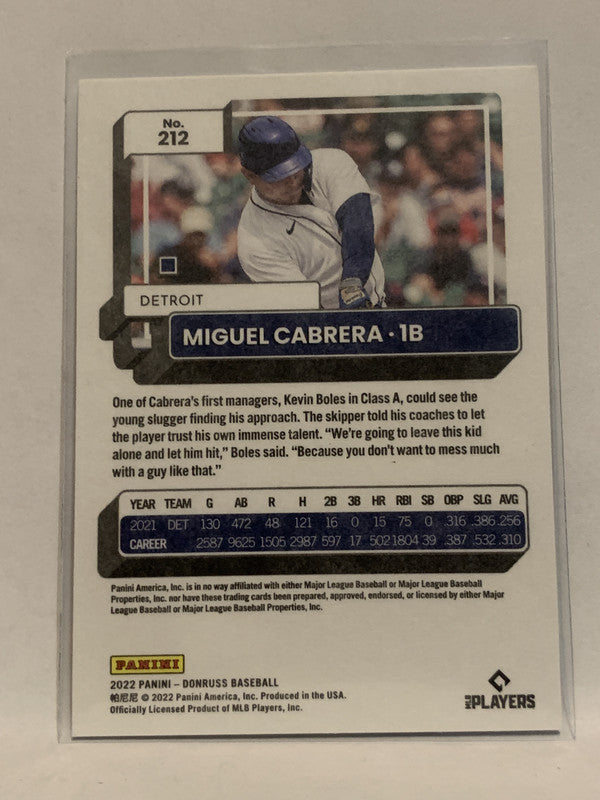 No.
212
DETROIT
MIGUEL CABRERA · 1B
One of Cabrera's first managers, Kevin Boles in Class A, could see the
young slugger finding his approach. The skipper told his coaches to let
the player trust his own immense talent. “We're going to leave this kid
alone and let him hit,” Boles said. “Because you don't want to mess much
with a guy like that.”
YEAR TEAM G AB R H 2B 3B HR RBI SB OBP SLG AVG
2021 DET 130 472 48 121 16 0 15 75 0 .316 .386 .256
CAREER 2587 9625 1505 2987 597 17 502 1804 39 .387 .532 .310
Panini America, Inc. is in no way affiliated with either Major League Baseball or Major League Baseball
Properties, Inc. nor have these trading cards been prepared, approved, endorsed, or licensed by either Major
League Baseball or Major League Baseball Properties, Inc.
PANINI
2022 PANINI – DONRUSS BASEBALL
帕尼尼 © 2022 Panini America, Inc. Produced in the USA.
Officially Licensed Product of MLB Players, Inc.
MLB PLAYERS